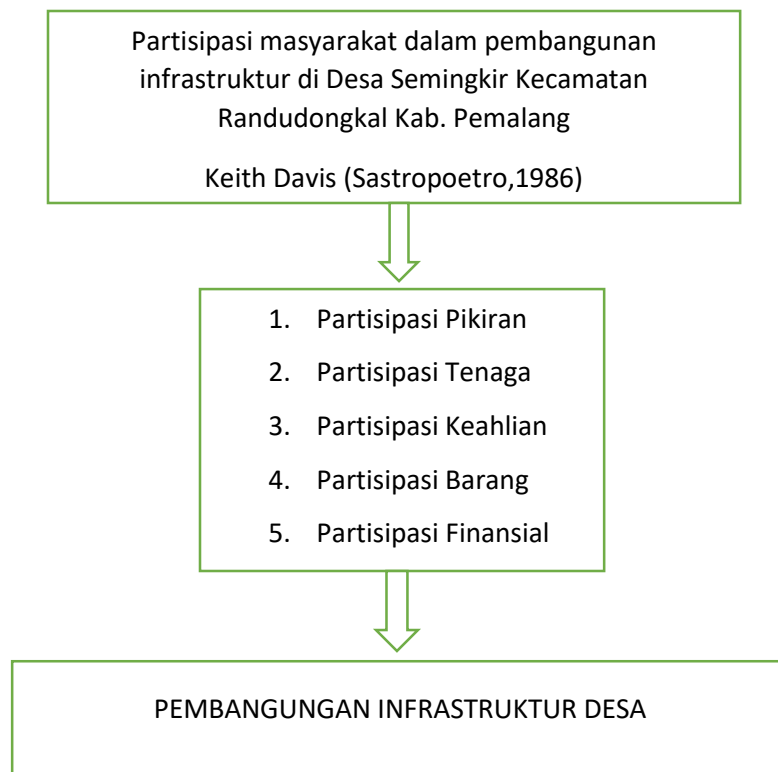 Partisipasi masyarakat dalam pembangunan
infrastruktur di Desa Semingkir Kecamatan
Randudongkal Kab. Pemalang
Keith Davis (Sastropoetro,1986)
1. Partisipasi Pikiran
2. Partisipasi Tenaga
3. Partisipasi Keahlian
4. Partisipasi Barang
5. Partisipasi Finansial
PEMBANGUNGAN INFRASTRUKTUR DESA